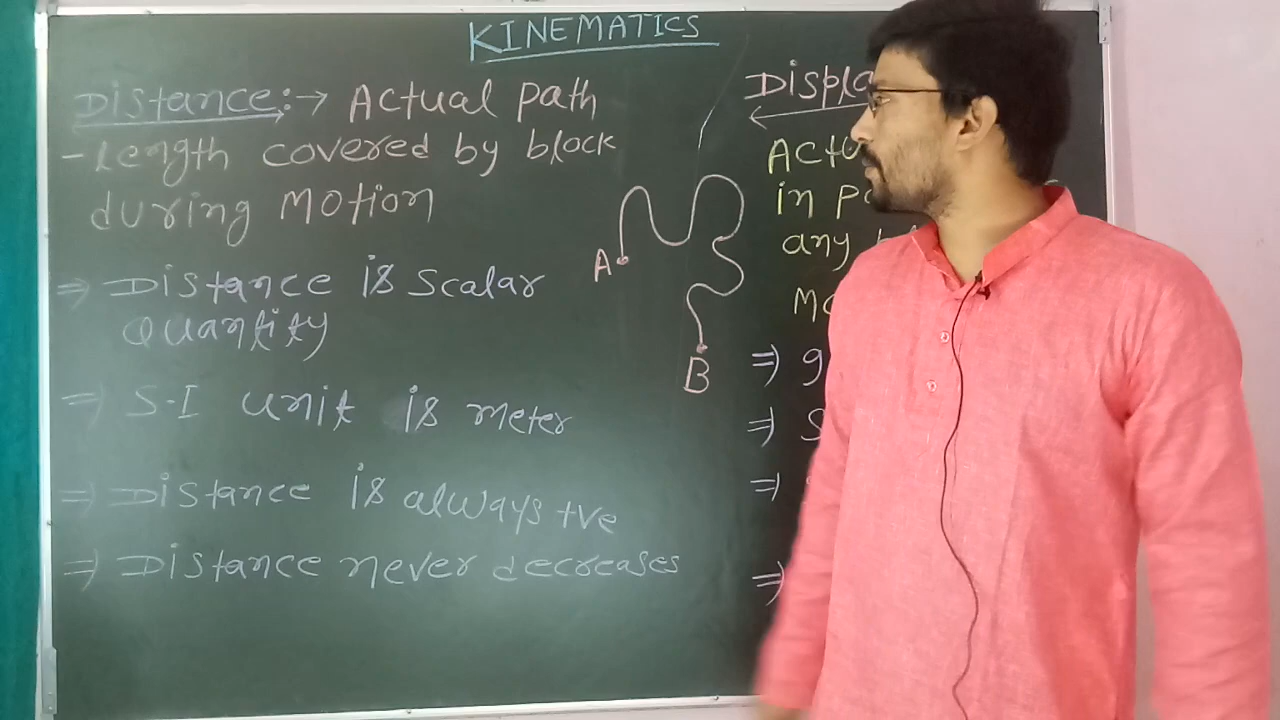 KINEMATICS
Distance:→ Actual path
- Length covered by block
during Motion
⇒ Distance is scalar
Quantity
⇒ S.I unit is meter
⇒ Distance is always +ve
⇒ Distance never decreases
A
B
Displa
Actu
in p
any
M
⇒ g
⇒ S
⇒
⇒